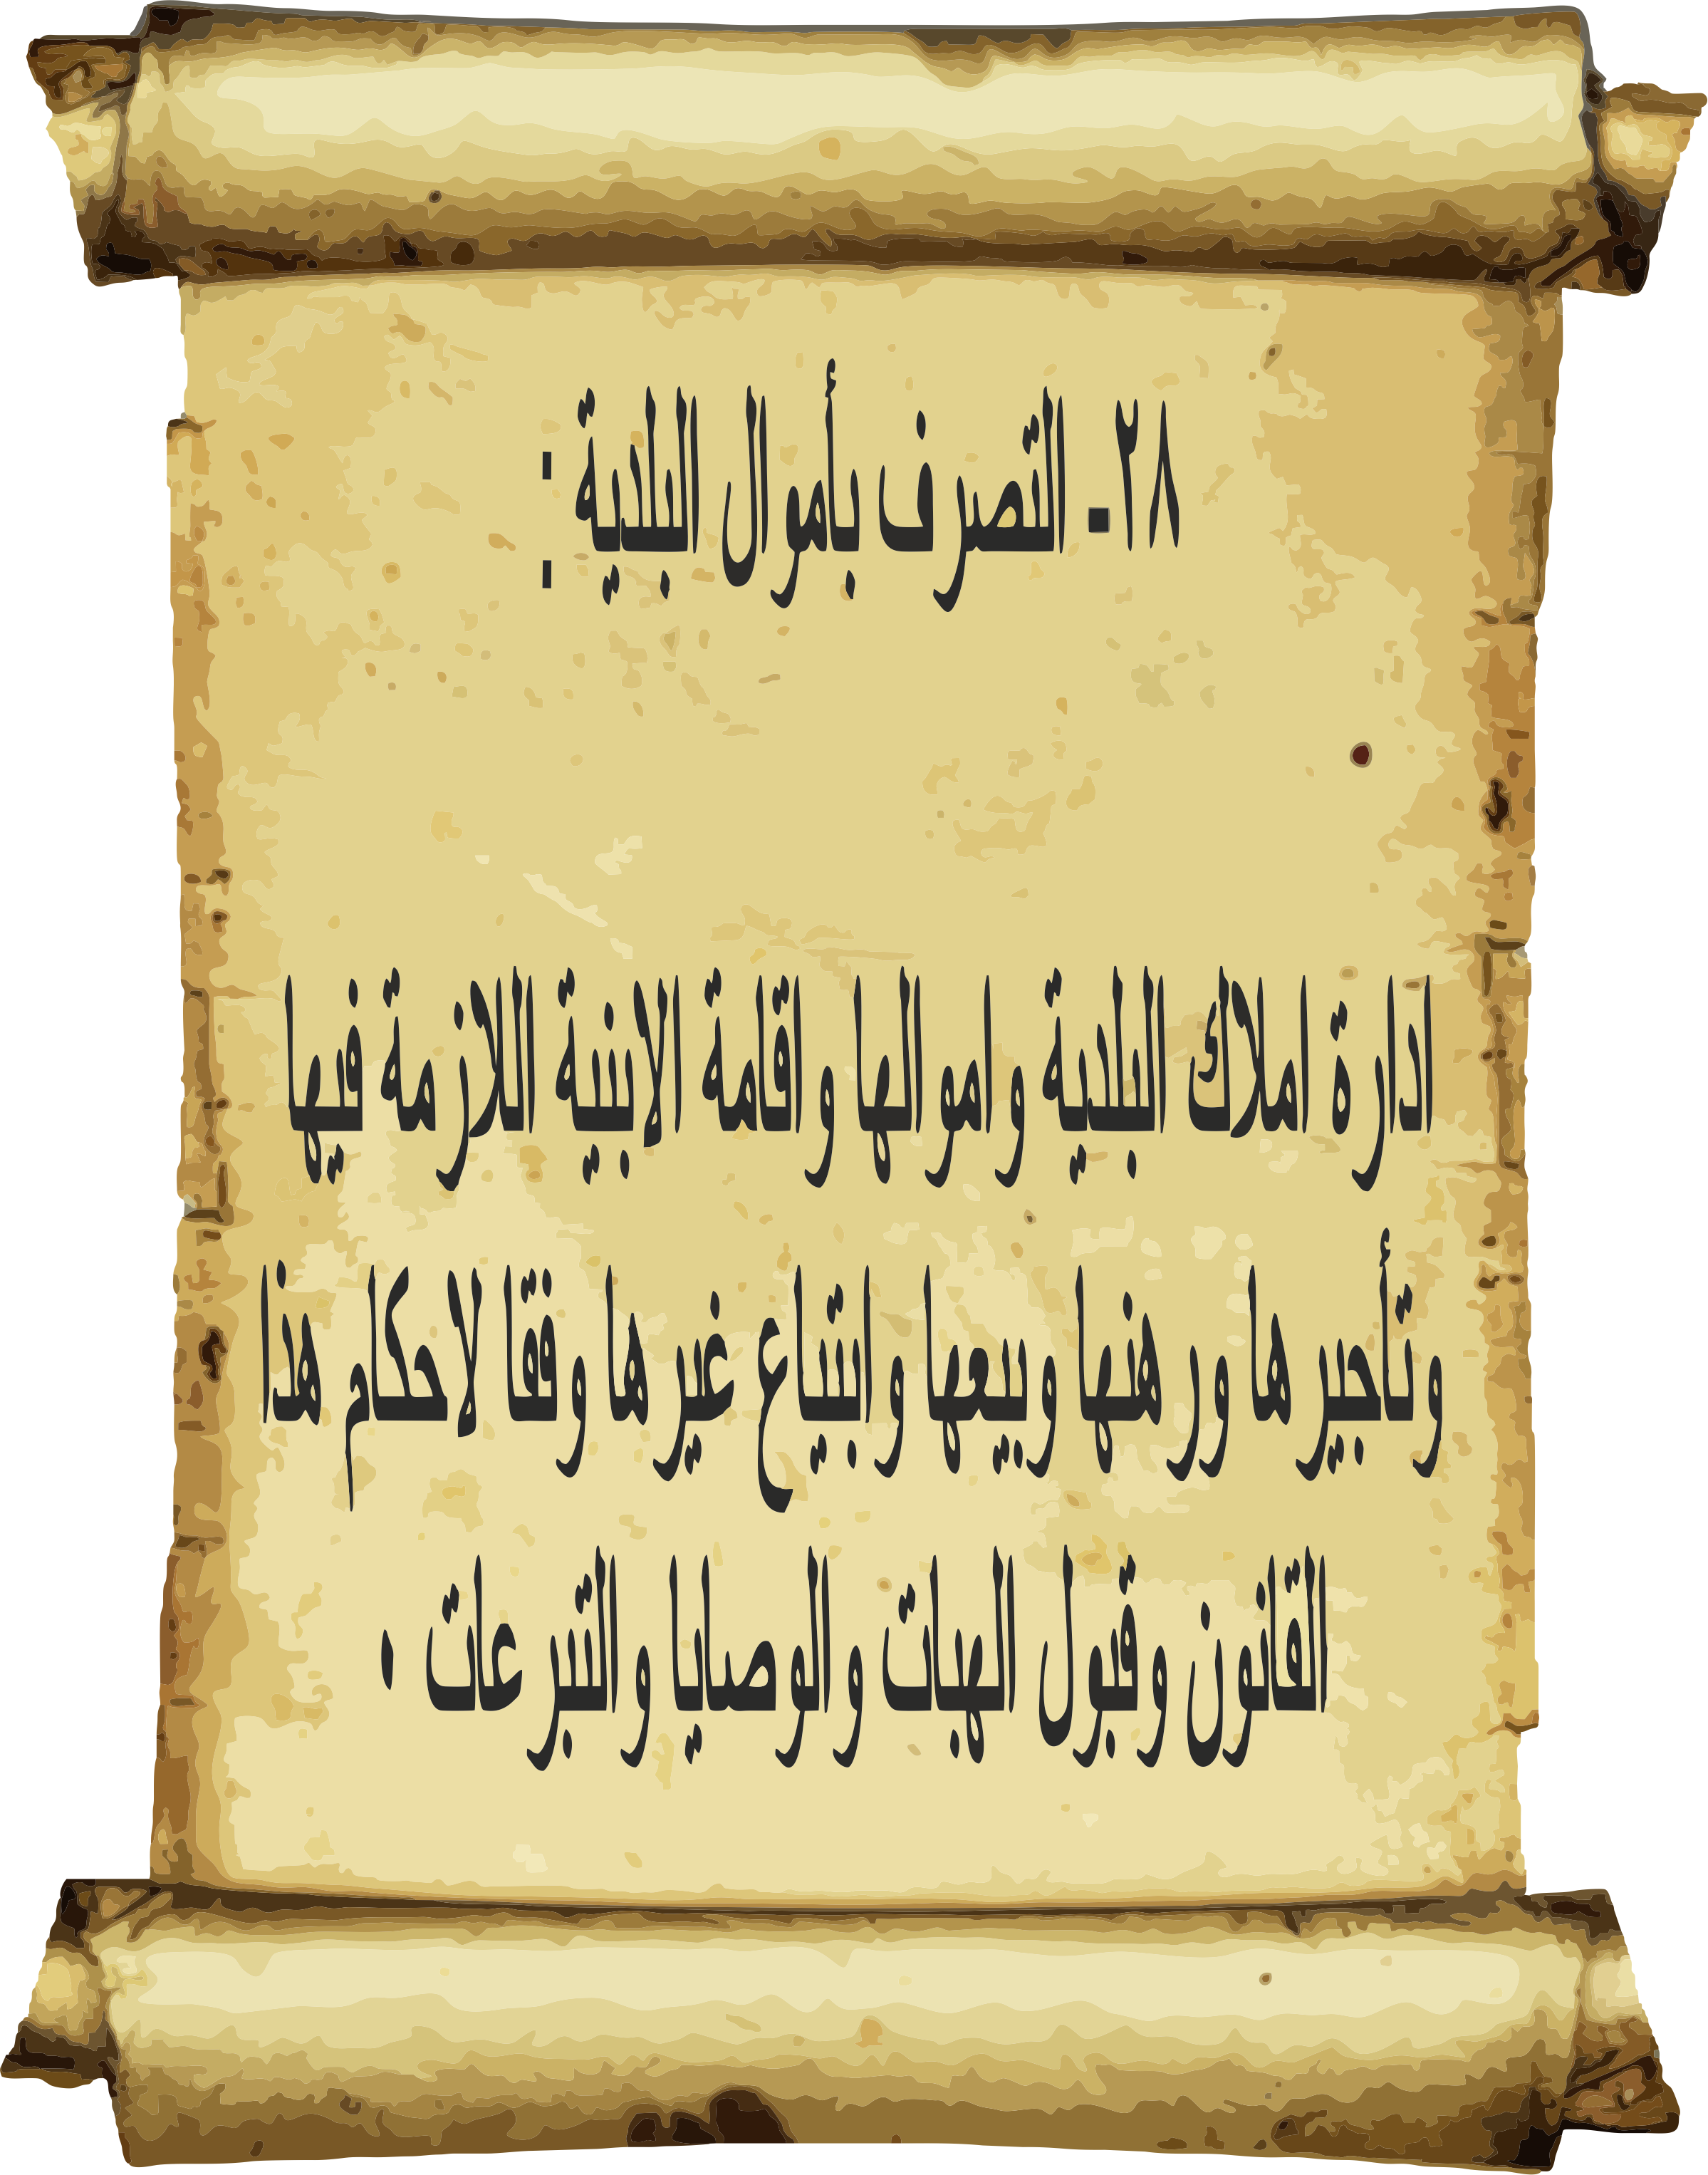 ٢٨- التصرف بأموال البلدية :
ادارة املاك البلدية واموالها واقامة الابنية اللازمة فيها
وتأجيرها ورهنها وبيعها وابتياع غيرها وفقا لاحكام هذا
القانون وقبول الهبات والوصايا والتبرعات ٠